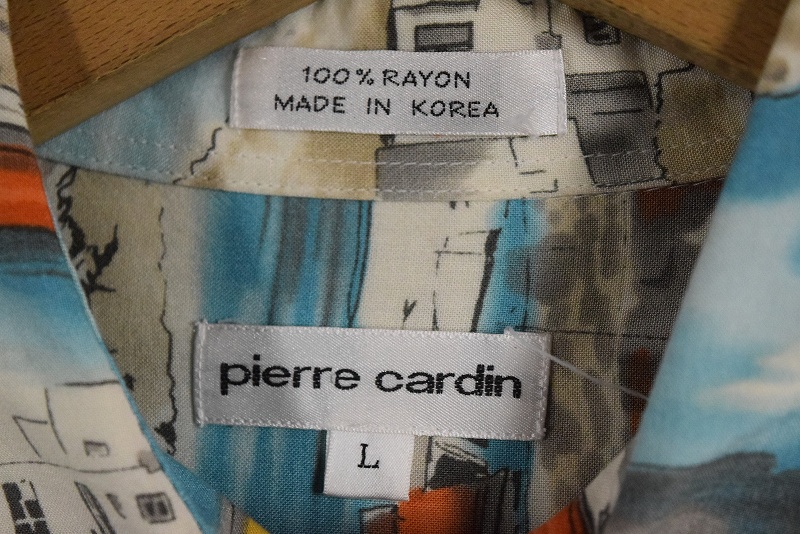 100% RAYON
MADE IN KOREA
pierre cardin
L